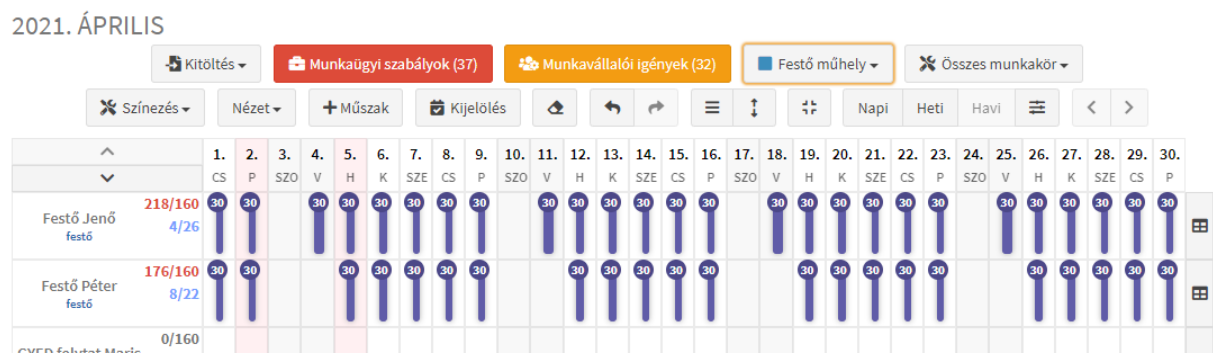 2021. ÁPRILIS
Kitöltés Munkaügyi szabályok (37) Munkavállalói igények (32) Festő műhely Összes munkakör
Színezés Nézet Műszak Kijelölés Napi Heti Havi
1. 2. 3. 4. 5. 6. 7. 8. 9. 10. 11. 12. 13. 14. 15. 16. 17. 18. 19. 20. 21. 22. 23. 24. 25. 26. 27. 28. 29. 30.
CS P SZO V H K SZE CS P SZO V H K SZE CS P SZO V H K SZE CS P SZO V H K SZE CS P
218/160 30 30 30 30 30 30 30 30 30 30 30 30 30 30 30 30 30 30 30 30 30 30 30 30 30 30
Festő Jenő
4/26
festő
176/160 30 30 30 30 30 30 30 30 30 30 30 30 30 30 30 30 30 30 30 30 30 30
Festő Péter
8/22
festő
0/160
GYED folytat Maris